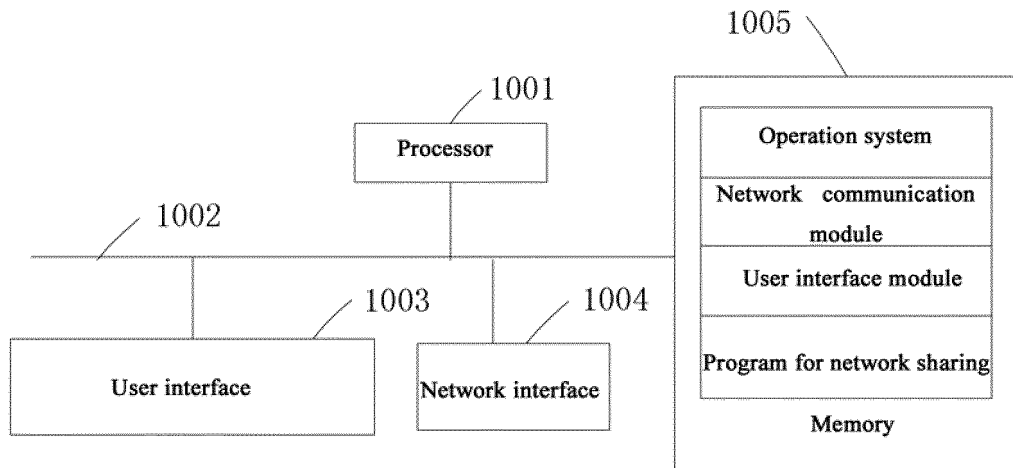 1005
1001
Processor
Operation system
Network communication
module
1002
User interface module
1003
1004
Program for network sharing
User interface
Network interface
Memory